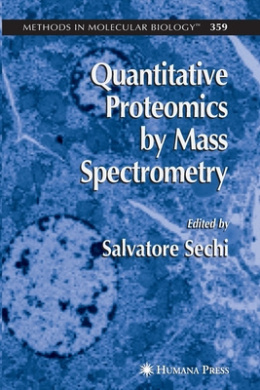 METHODS IN MOLECULAR BIOLOGY™ 359
Quantitative
Proteomics
by Mass
Spectrometry
Edited by
Salvatore Sechi
HUMANA PRESS